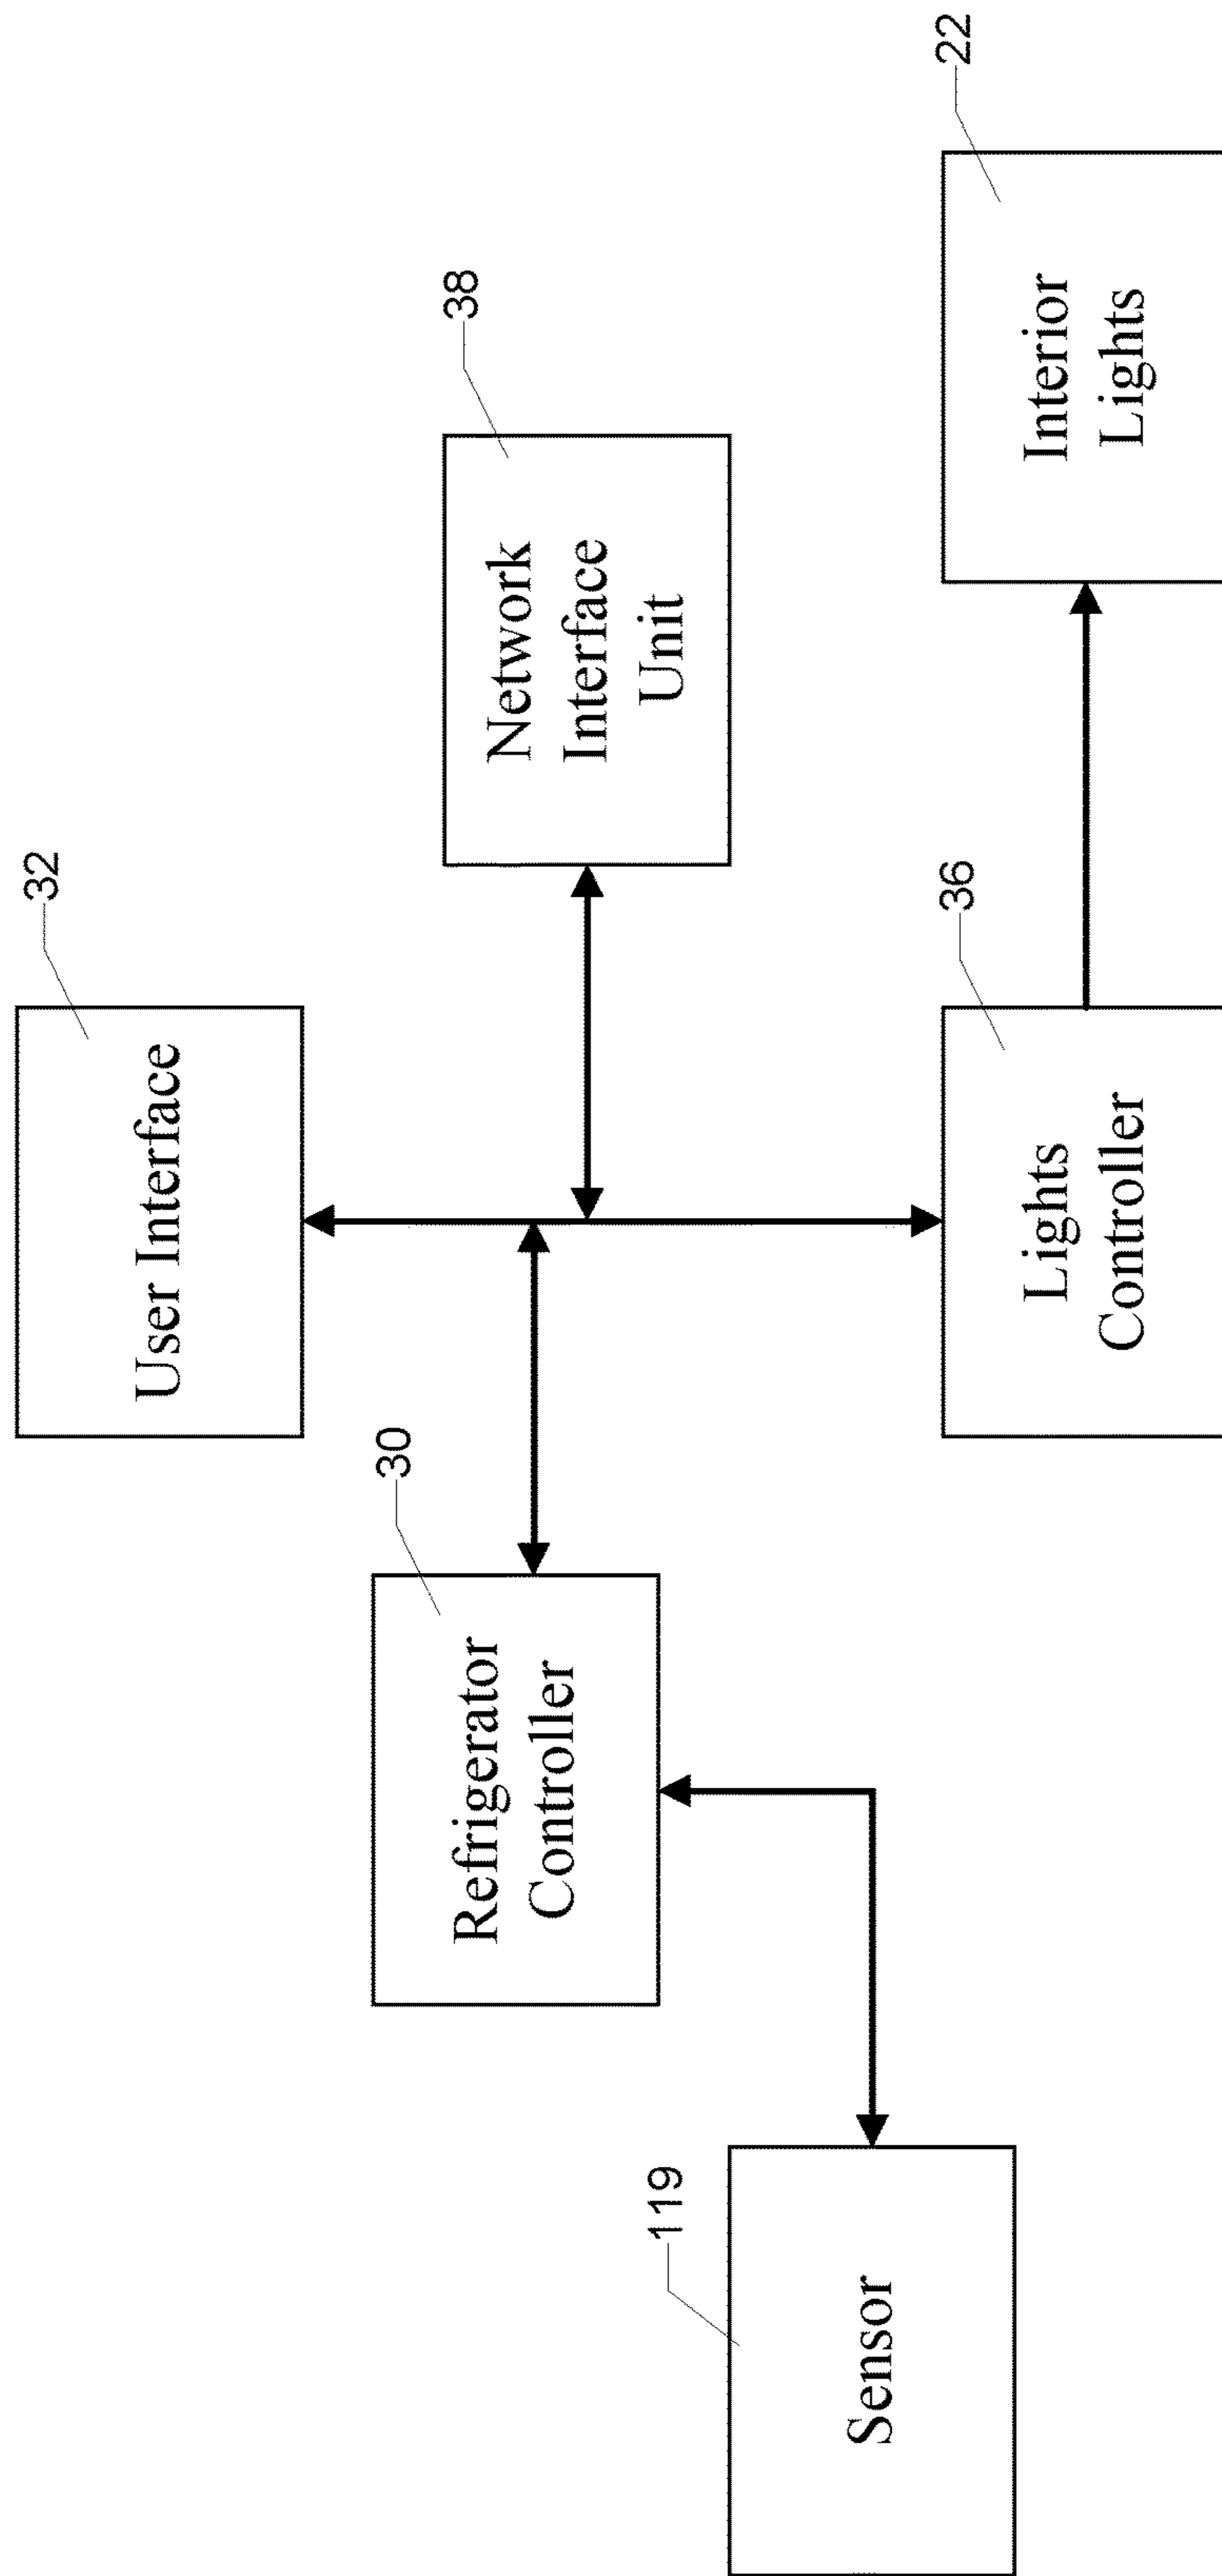 32
User Interface
38
Network
Interface
Unit
30
Refrigerator
Controller
119
Sensor
36
Lights
Controller
22
Interior
Lights